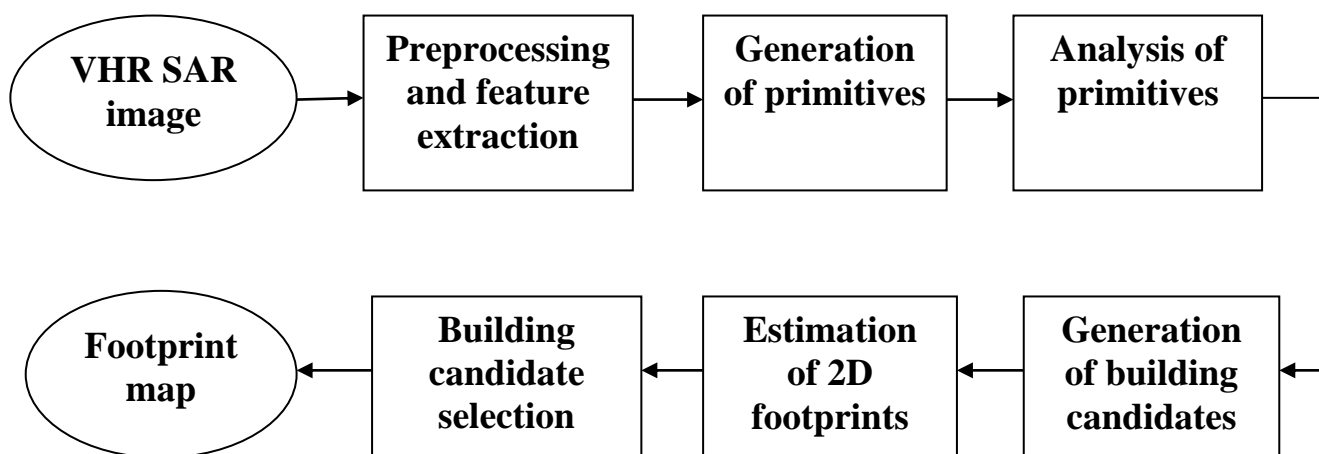 VHR SAR
image
Preprocessing
and feature
extraction
Generation
of primitives
Analysis of
primitives
Footprint
map
Building
candidate
selection
Estimation
of 2D
footprints
Generation
of building
candidates